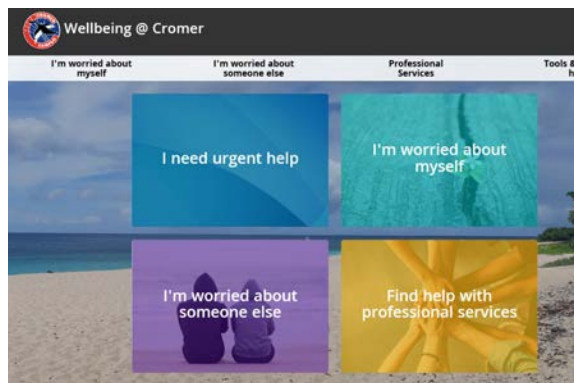 Wellbeing @ Cromer
I'm worried about
myself
I'm worried about
someone else
Professional
Services
Tools &
I need urgent help
I'm worried about
myself
I'm worried about
someone else
Find help with
professional services